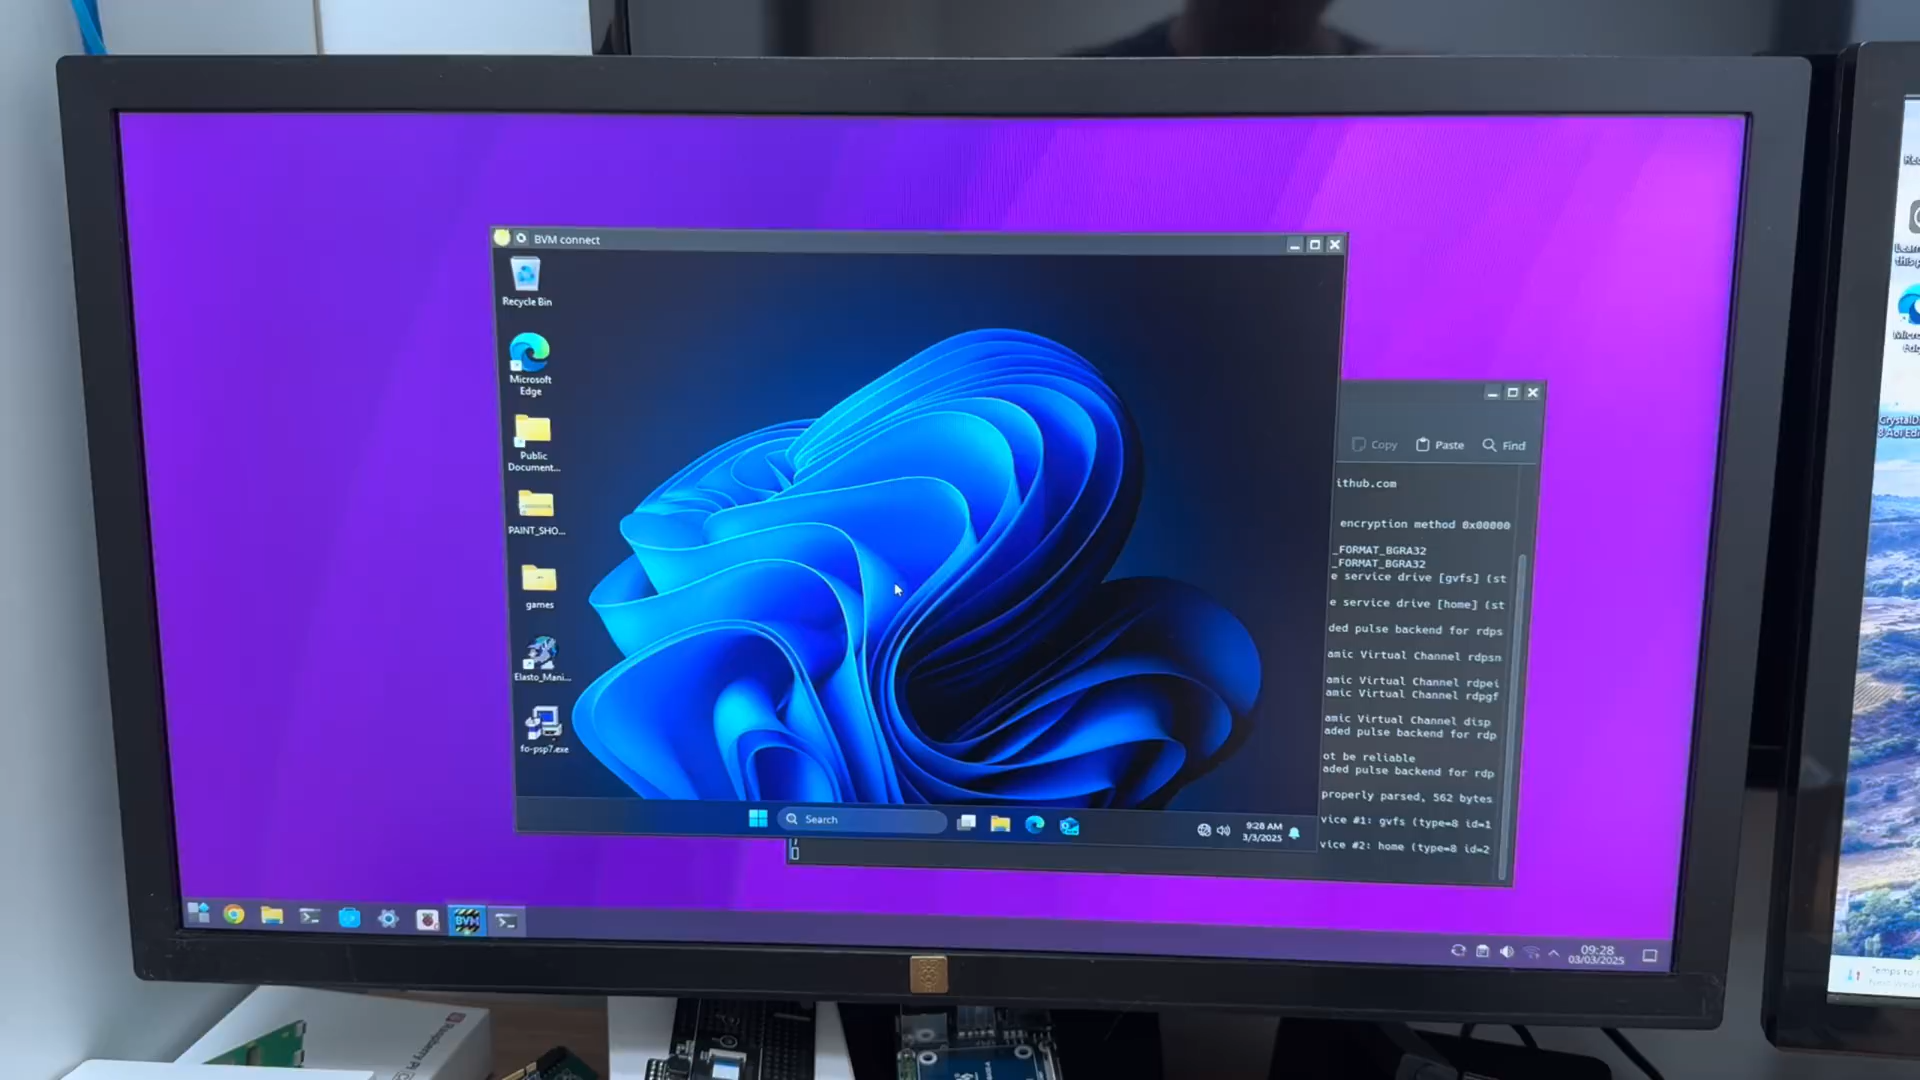 BVM connect
Recycle Bin
Microsoft
Edge
Public
Document...
PAINT_SHO...
games
Elasto_Mani...
fo-psp7.exe
Search
9:28 AM
3/3/2025
Copy
Paste
Find
ithub.com
encryption method 0x00000
_FORMAT_BGRA32
_FORMAT_BGRA32
e service drive [gvfs] (st
e service drive [home] (st
ded pulse backend for rdps
amic Virtual Channel rdpsn
amic Virtual Channel rdpei
amic Virtual Channel rdpgf
amic Virtual Channel disp
aded pulse backend for rdp
ot be reliable
aded pulse backend for rdp
properly parsed, 562 bytes
vice #1: gvfs (type=8 id=1
vice #2: home (type=8 id=2
BVM
09:28
03/03/2025
Raspberry Pi
Temps